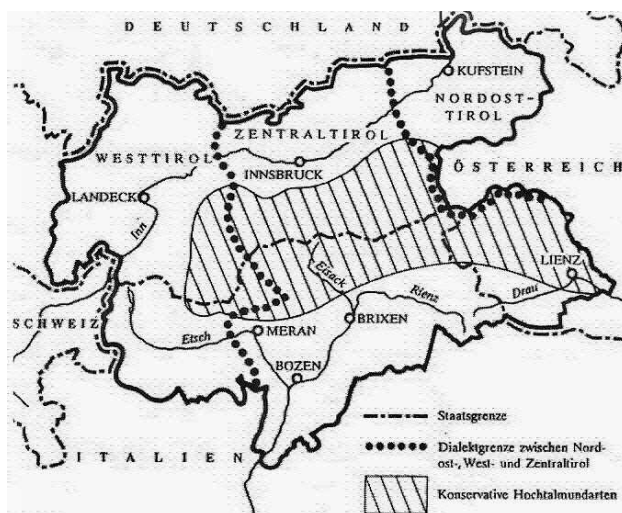 DEUTSCHLAND
KUFSTEIN
NORDOST-
TIROL
ZENTRALTIROL
WESTTIROL
INNSBRUCK
ÖSTERREICH
LANDECK
Inn
Eisack
LIENZ
Rienz
Drau
SCHWEIZ
Etsch
MERAN
BRIXEN
BOZEN
Staatsgrenze
Dialektgrenze zwischen Nord-
ost-, West- und Zentraltirol
ITALIEN
Konservative Hochtalmundarten